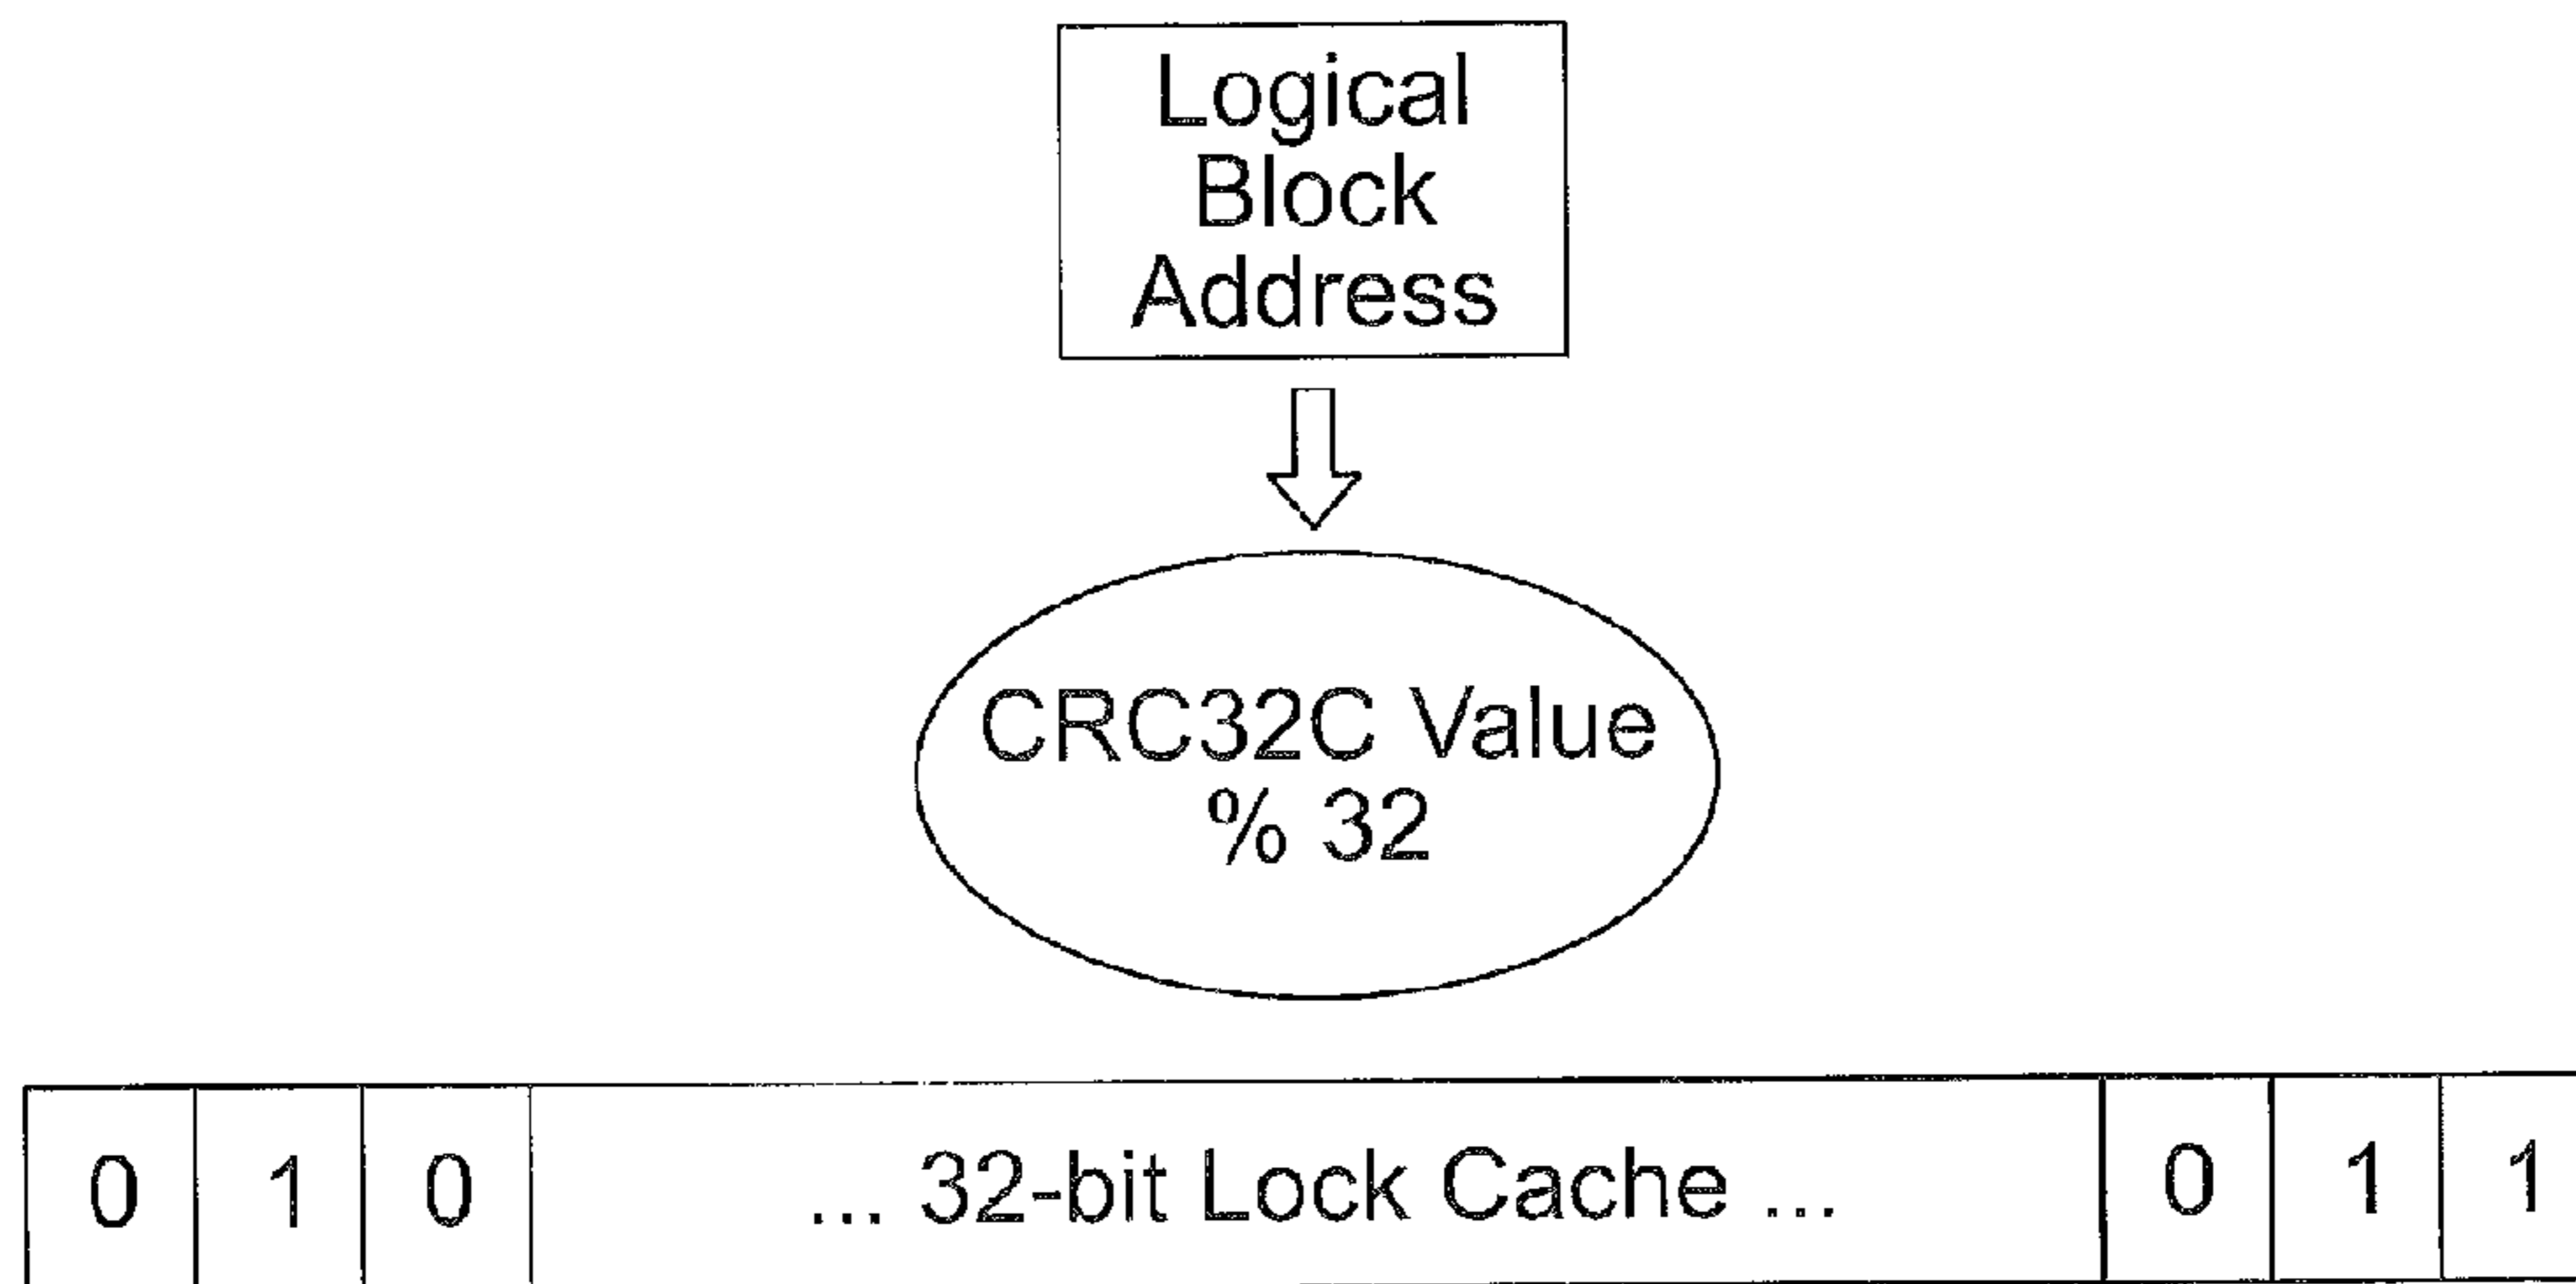 Logical
Block
Address
CRC32C Value
% 32
0 1 0 ... 32-bit Lock Cache ... 0 1 1